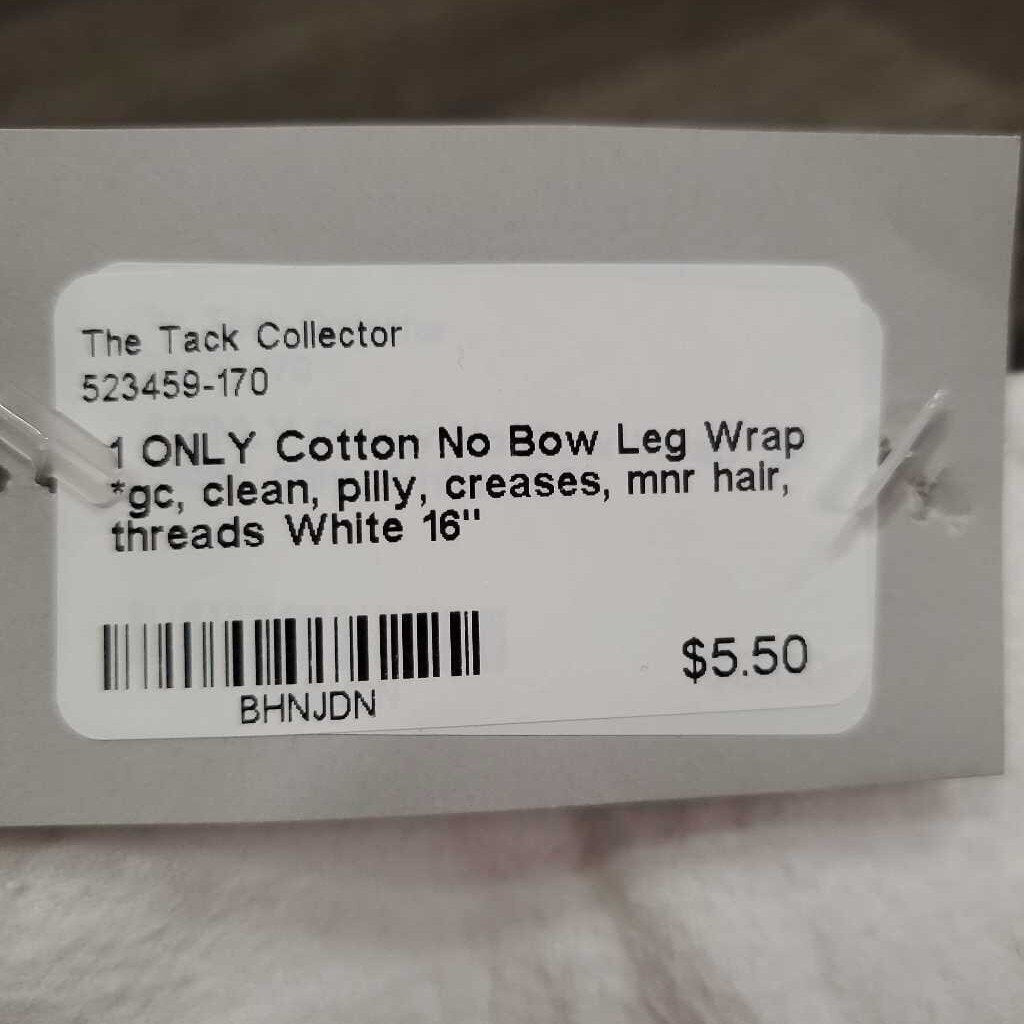 The Tack Collector
523459-170
1 ONLY Cotton No Bow Leg Wrap
*gc, clean, pilly, creases, mnr hair,
threads White 16"
BHNJDN
$5.50